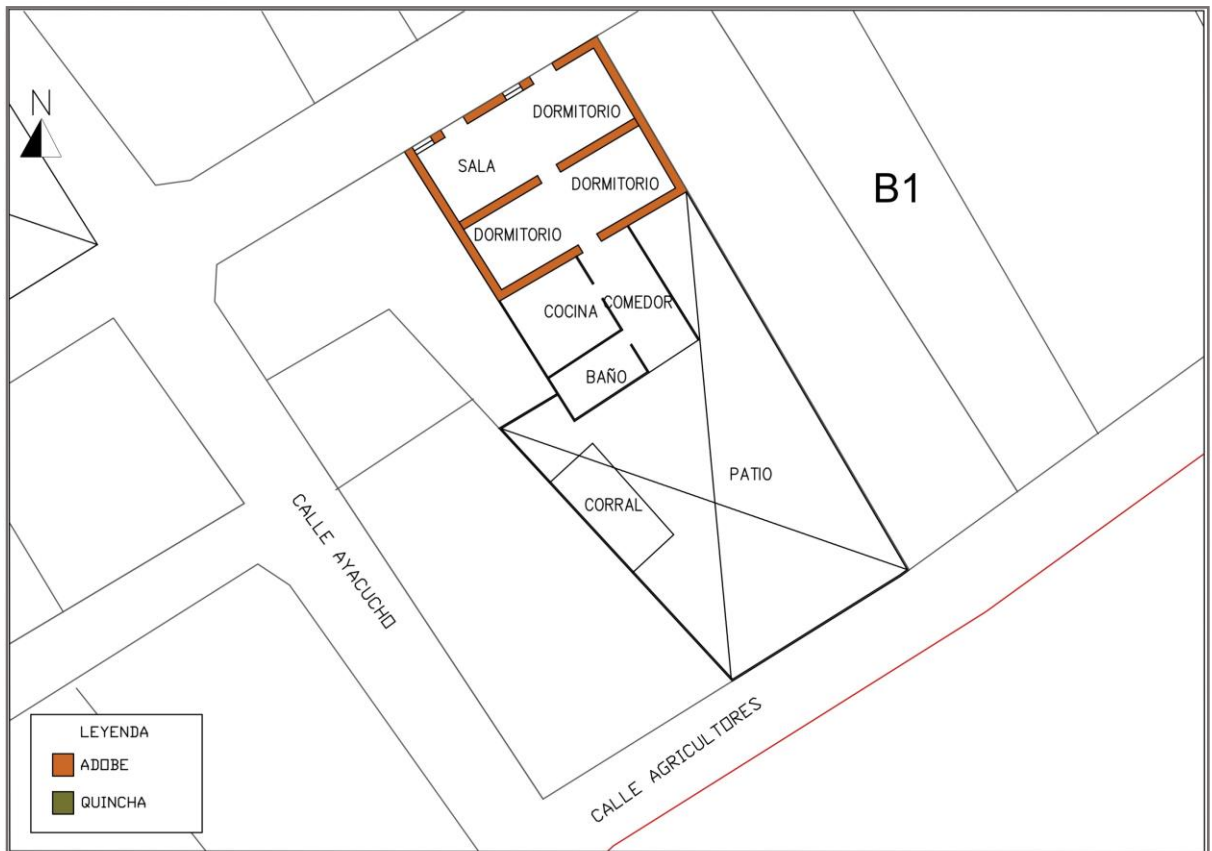 N
DORMITORIO
SALA
DORMITORIO
B1
DORMITORIO
COCINA
COMEDOR
BAÑO
PATIO
CORRAL
CALLE AYACUCHO
CALLE AGRICULTORES
LEYENDA
ADOBE
QUINCHA